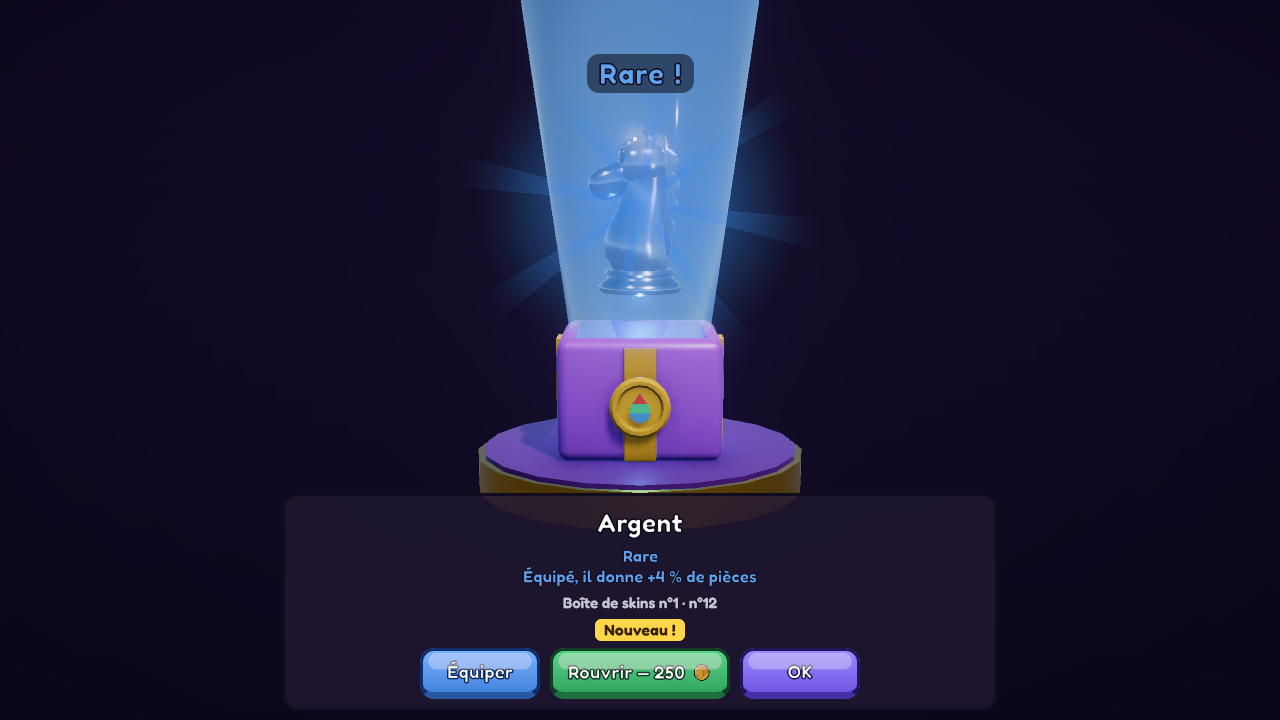 Rare !
Argent
Rare
Équipé, il donne +4 % de pièces
Boîte de skins n°1 · n°12
Nouveau !
Équiper
Rouvrir – 250
OK